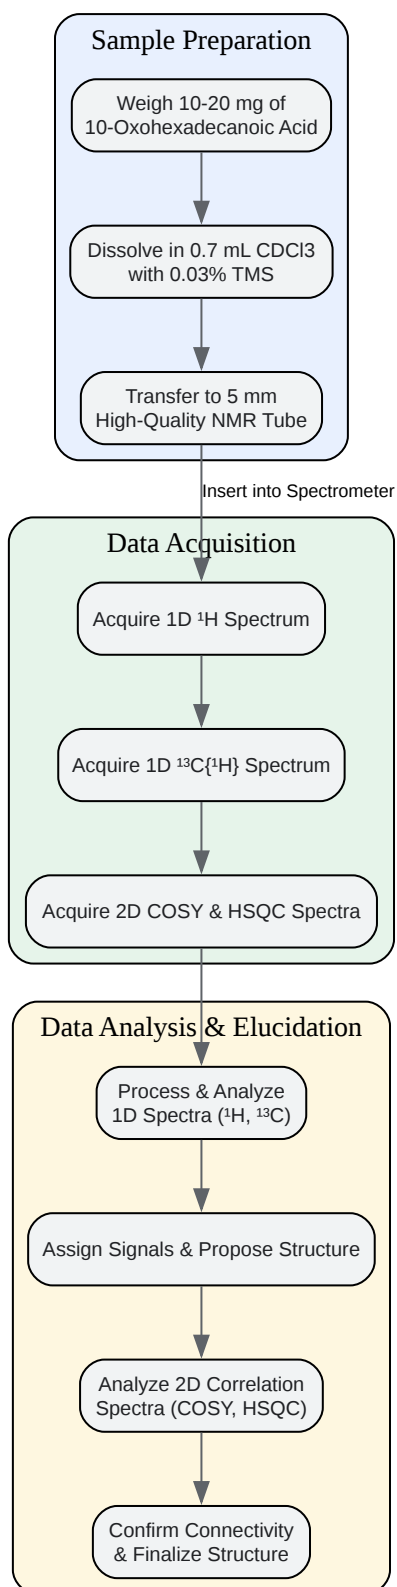 Sample Preparation
Weigh 10-20 mg of
10-Oxohexadecanoic Acid
Dissolve in 0.7 mL CDCl3
with 0.03% TMS
Transfer to 5 mm
High-Quality NMR Tube
Insert into Spectrometer
Data Acquisition
Acquire 1D ¹H Spectrum
Acquire 1D ¹³C{¹H} Spectrum
Acquire 2D COSY & HSQC Spectra
Data Analysis & Elucidation
Process & Analyze
1D Spectra (¹H, ¹³C)
Assign Signals & Propose Structure
Analyze 2D Correlation
Spectra (COSY, HSQC)
Confirm Connectivity
& Finalize Structure